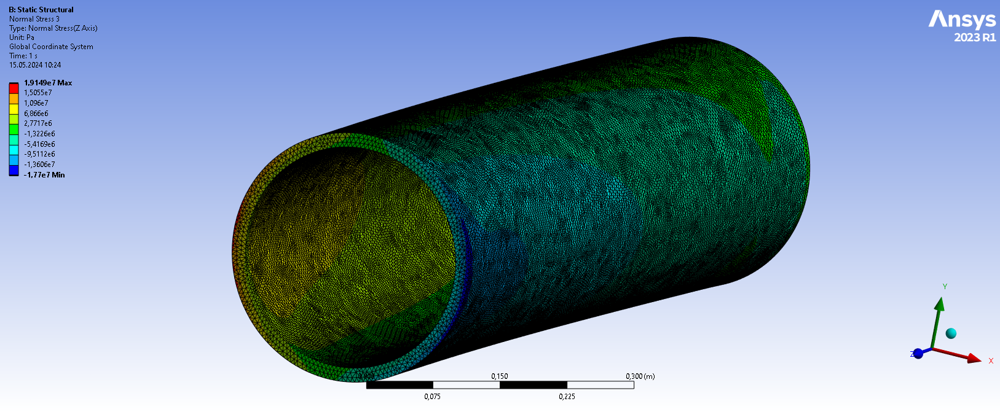 B: Static Structural
Normal Stress 3
Type: Normal Stress(Z Axis)
Unit: Pa
Global Coordinate System
Time: 1 s
15.05.2024 10:24
1,9149e7 Max
1,5055e7
1,096e7
6,866e6
2,7717e6
-1,3226e6
-5,4169e6
-9,5112e6
-1,3606e7
-1,77e7 Min
Ansys
2023 R1
Y
Z
X
0,000
0,150
0,300 (m)
0,075
0,225